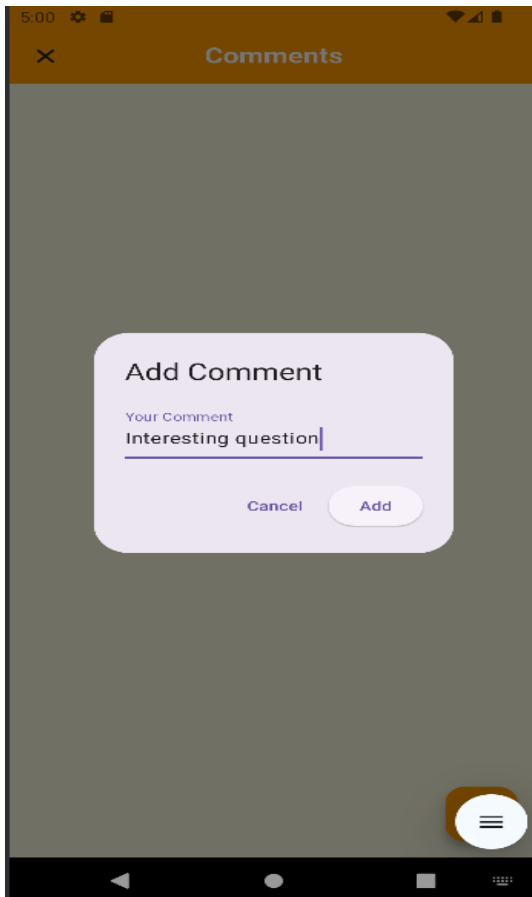 5:00
Comments
Add Comment
Your Comment
Interesting question
Cancel Add